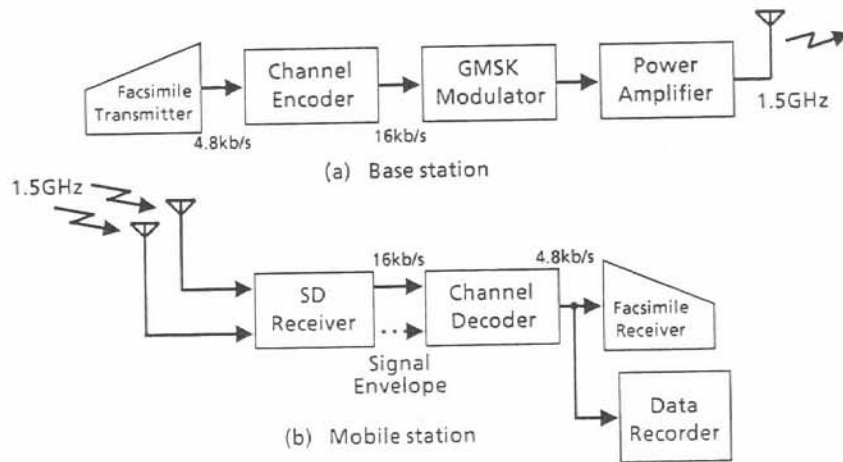 Facsimile
Transmitter
4.8kb/s
Channel
Encoder
16kb/s
GMSK
Modulator
Power
Amplifier
1.5GHz
(a) Base station
1.5GHz
SD
Receiver
16kb/s
Signal
Envelope
Channel
Decoder
4.8kb/s
Facsimile
Receiver
Data
Recorder
(b) Mobile station